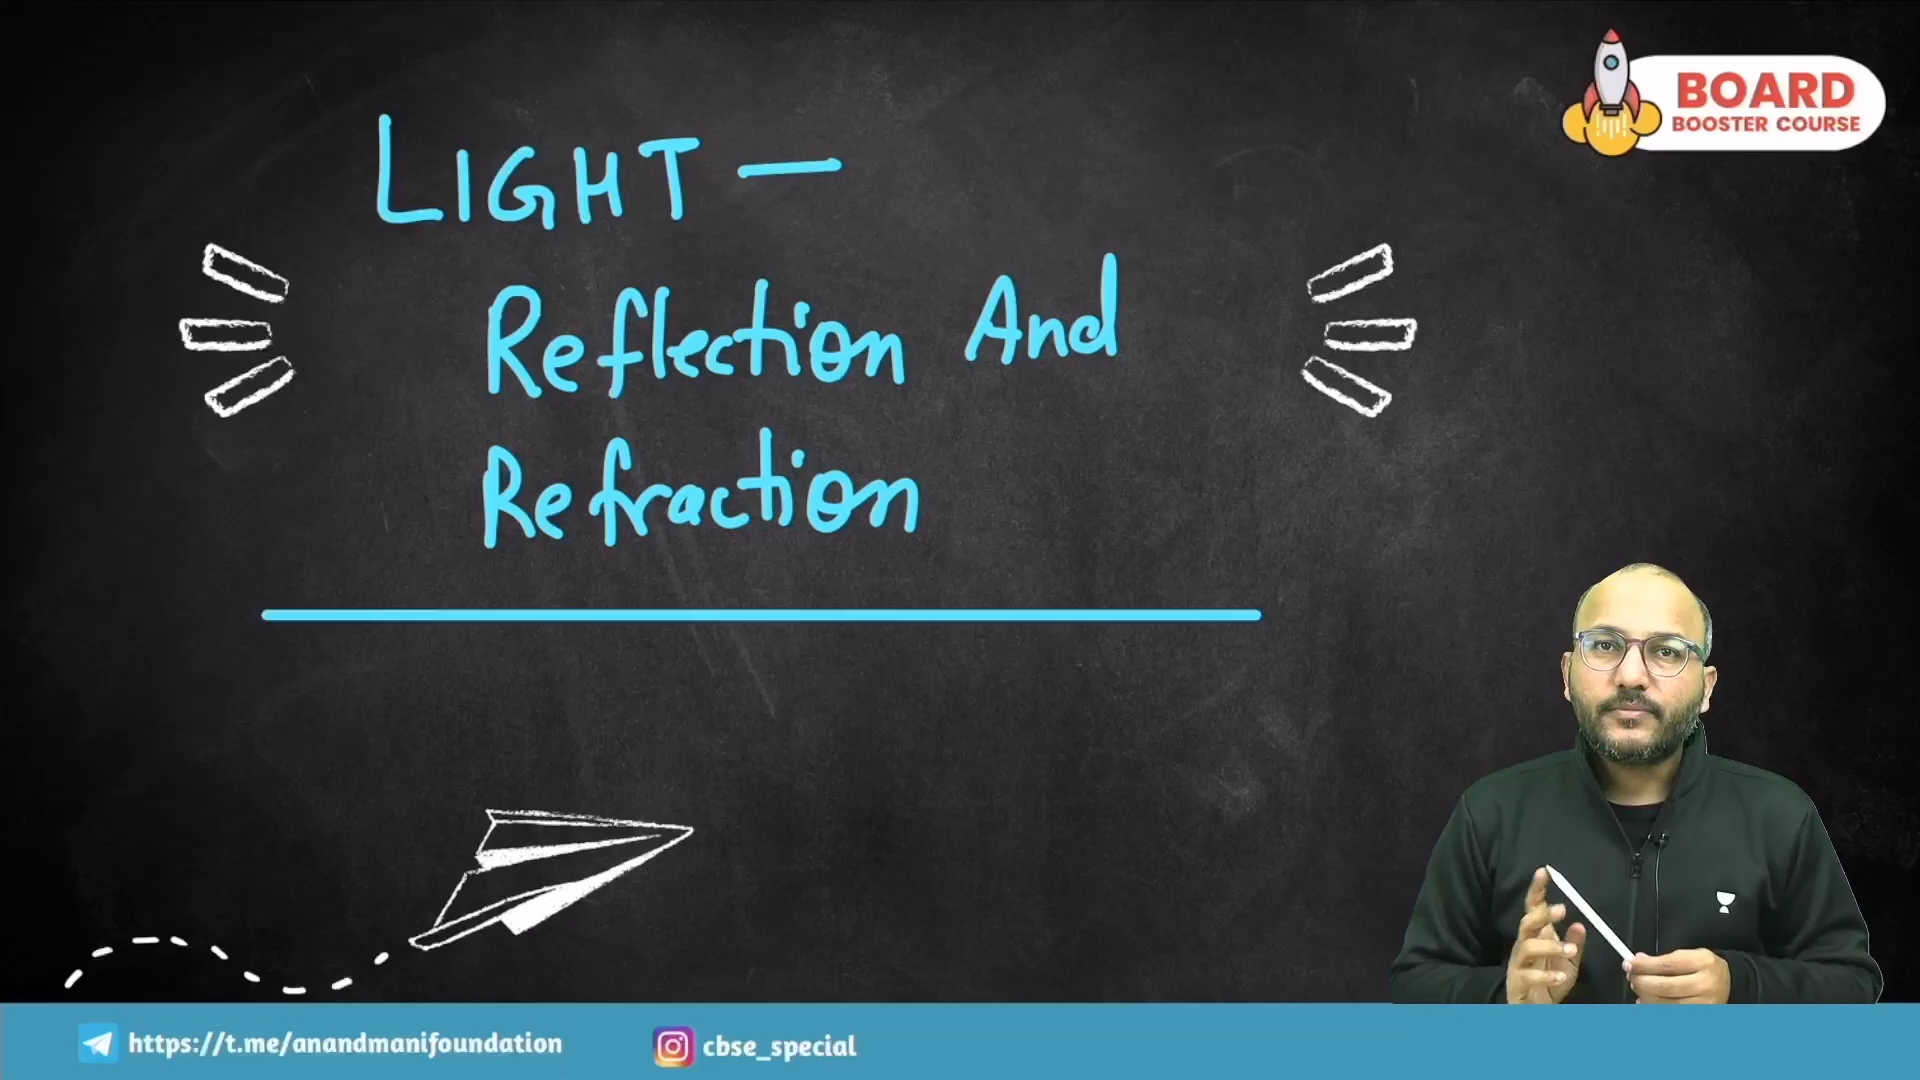 BOARD
BOOSTER COURSE
LIGHT —
Reflection And
Refraction
https://t.me/anandmanifoundation
cbse_special